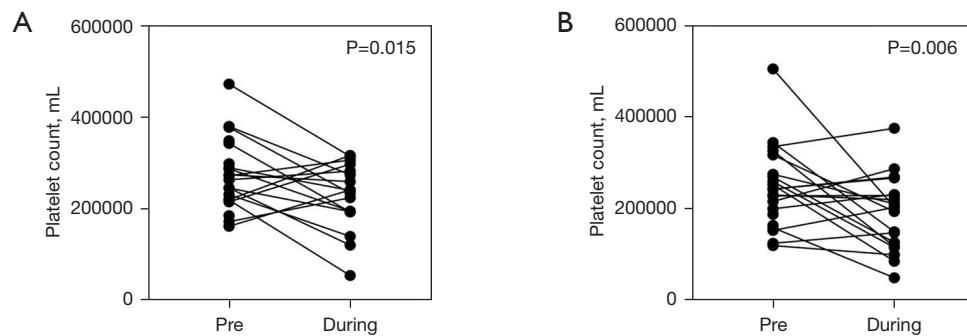 A
Platelet count, mL
600000
400000
200000
0
P=0.015
Pre
During
B
Platelet count, mL
600000
400000
200000
0
P=0.006
Pre
During